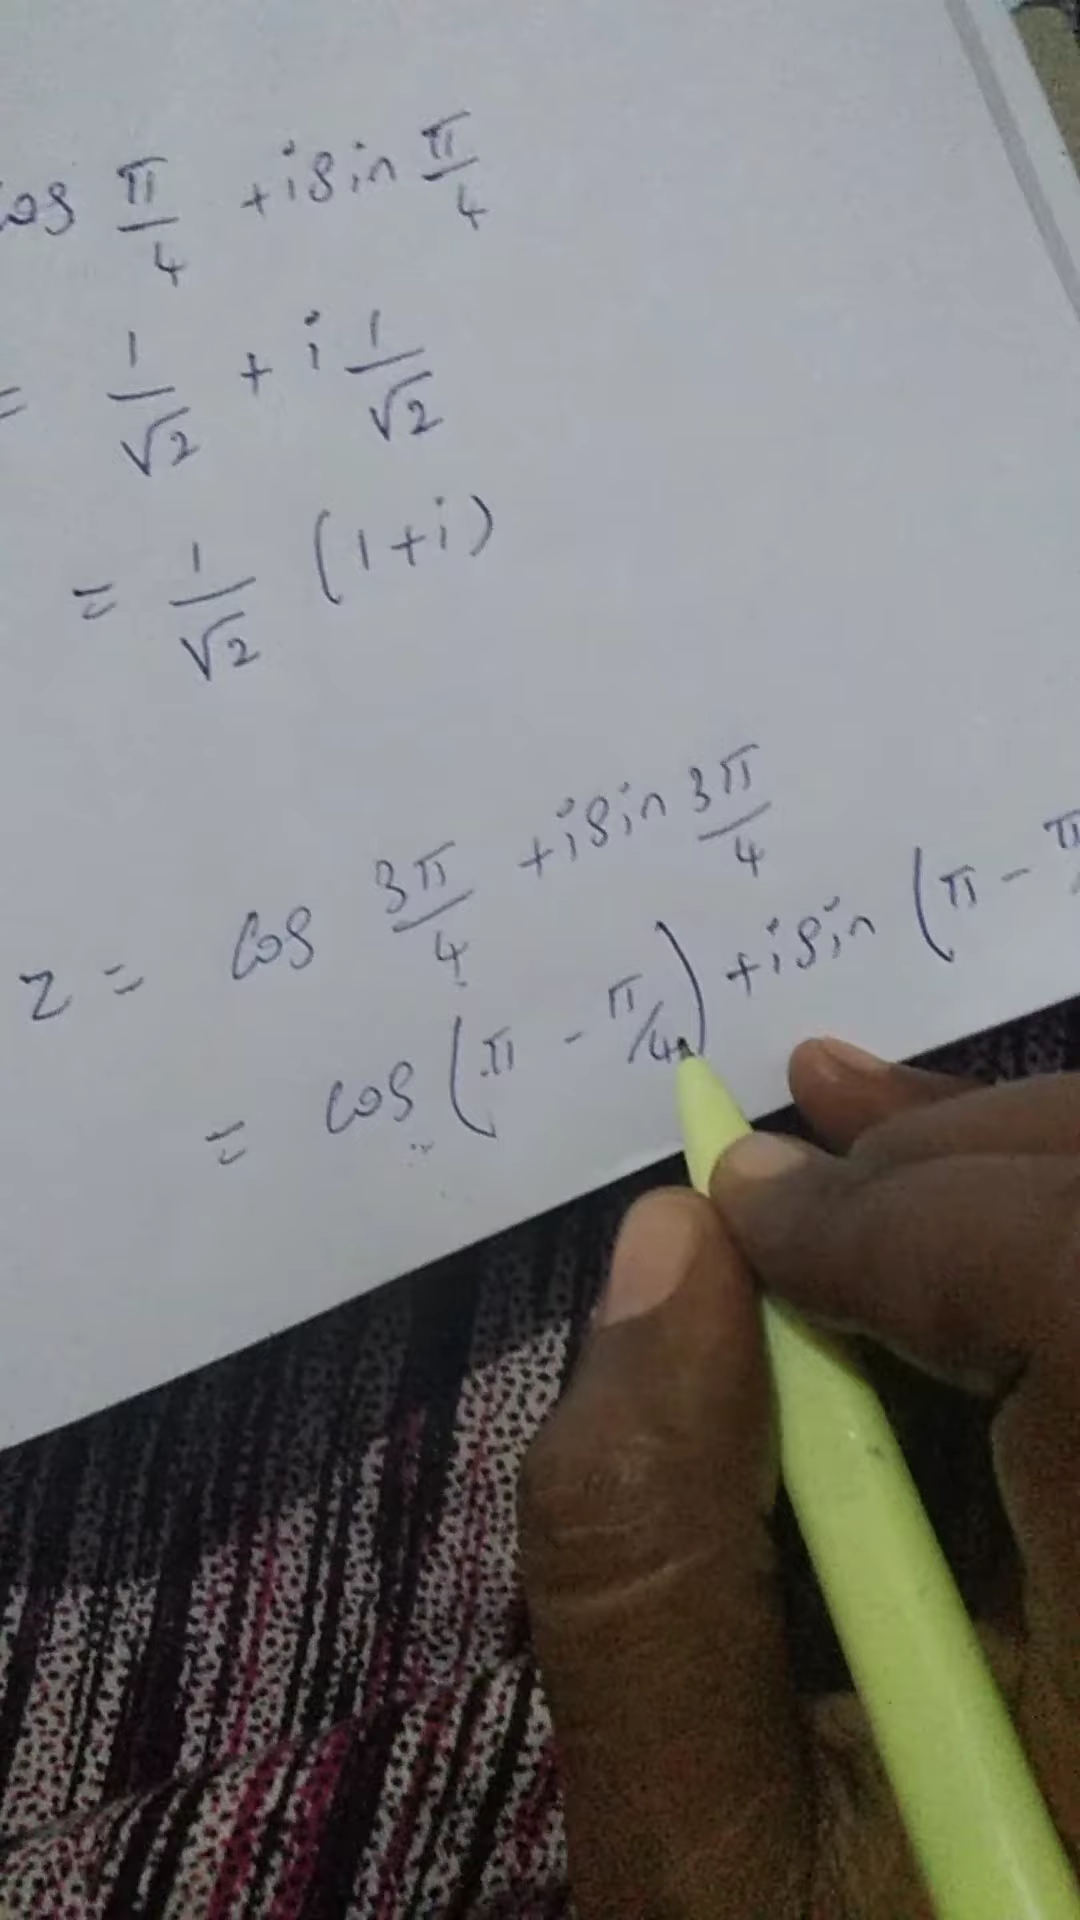 cos π/4 + i sin π/4
= 1/√2 + i 1/√2
= 1/√2 (1+i)
z = cos 3π/4 + i sin 3π/4
= cos (π - π/4) + i sin (π - π